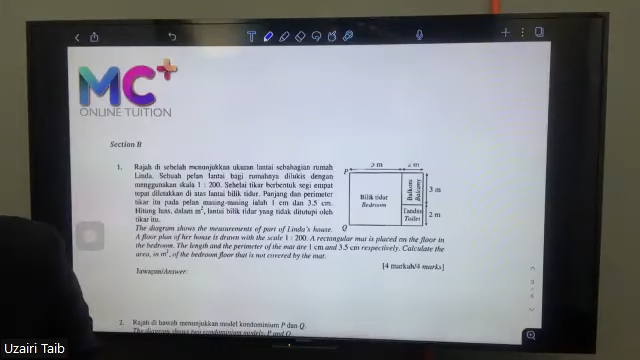 MC+
ONLINE TUITION
Section B
1. Rajah di sebelah menunjukkan ukuran lantai sebahagian rumah
Linda. Sebuah pelan lantai bagi rumahnya dilukis dengan
menggunakan skala 1 : 200. Sehelai tikar berbentuk segi empat
tepat diletakkan di atas lantai bilik tidur. Panjang dan perimeter
tikar itu pada pelan masing-masing ialah 1 cm dan 3.5 cm.
Hitung luas, dalam m², lantai bilik tidur yang tidak ditutupi oleh
tikar itu.
The diagram shows the measurements of part of Linda's house.
A floor plan of her house is drawn with the scale 1 : 200. A rectangular mat is placed on the floor in
the bedroom. The length and the perimeter of the mat are 1 cm and 3.5 cm respectively. Calculate the
area, in m², of the bedroom floor that is not covered by the mat.
[4 markah/4 marks]
Jawapan/Answer:
P
5 m
2 m
Bilik tidur
Bedroom
Balkoni
Balcony
3 m
Tandas
Toilet
2 m
Q
2. Rajah di bawah menunjukkan model kondominium P dan Q.
The diagram shows two condominium models, P and Q.
Uzairi Taib